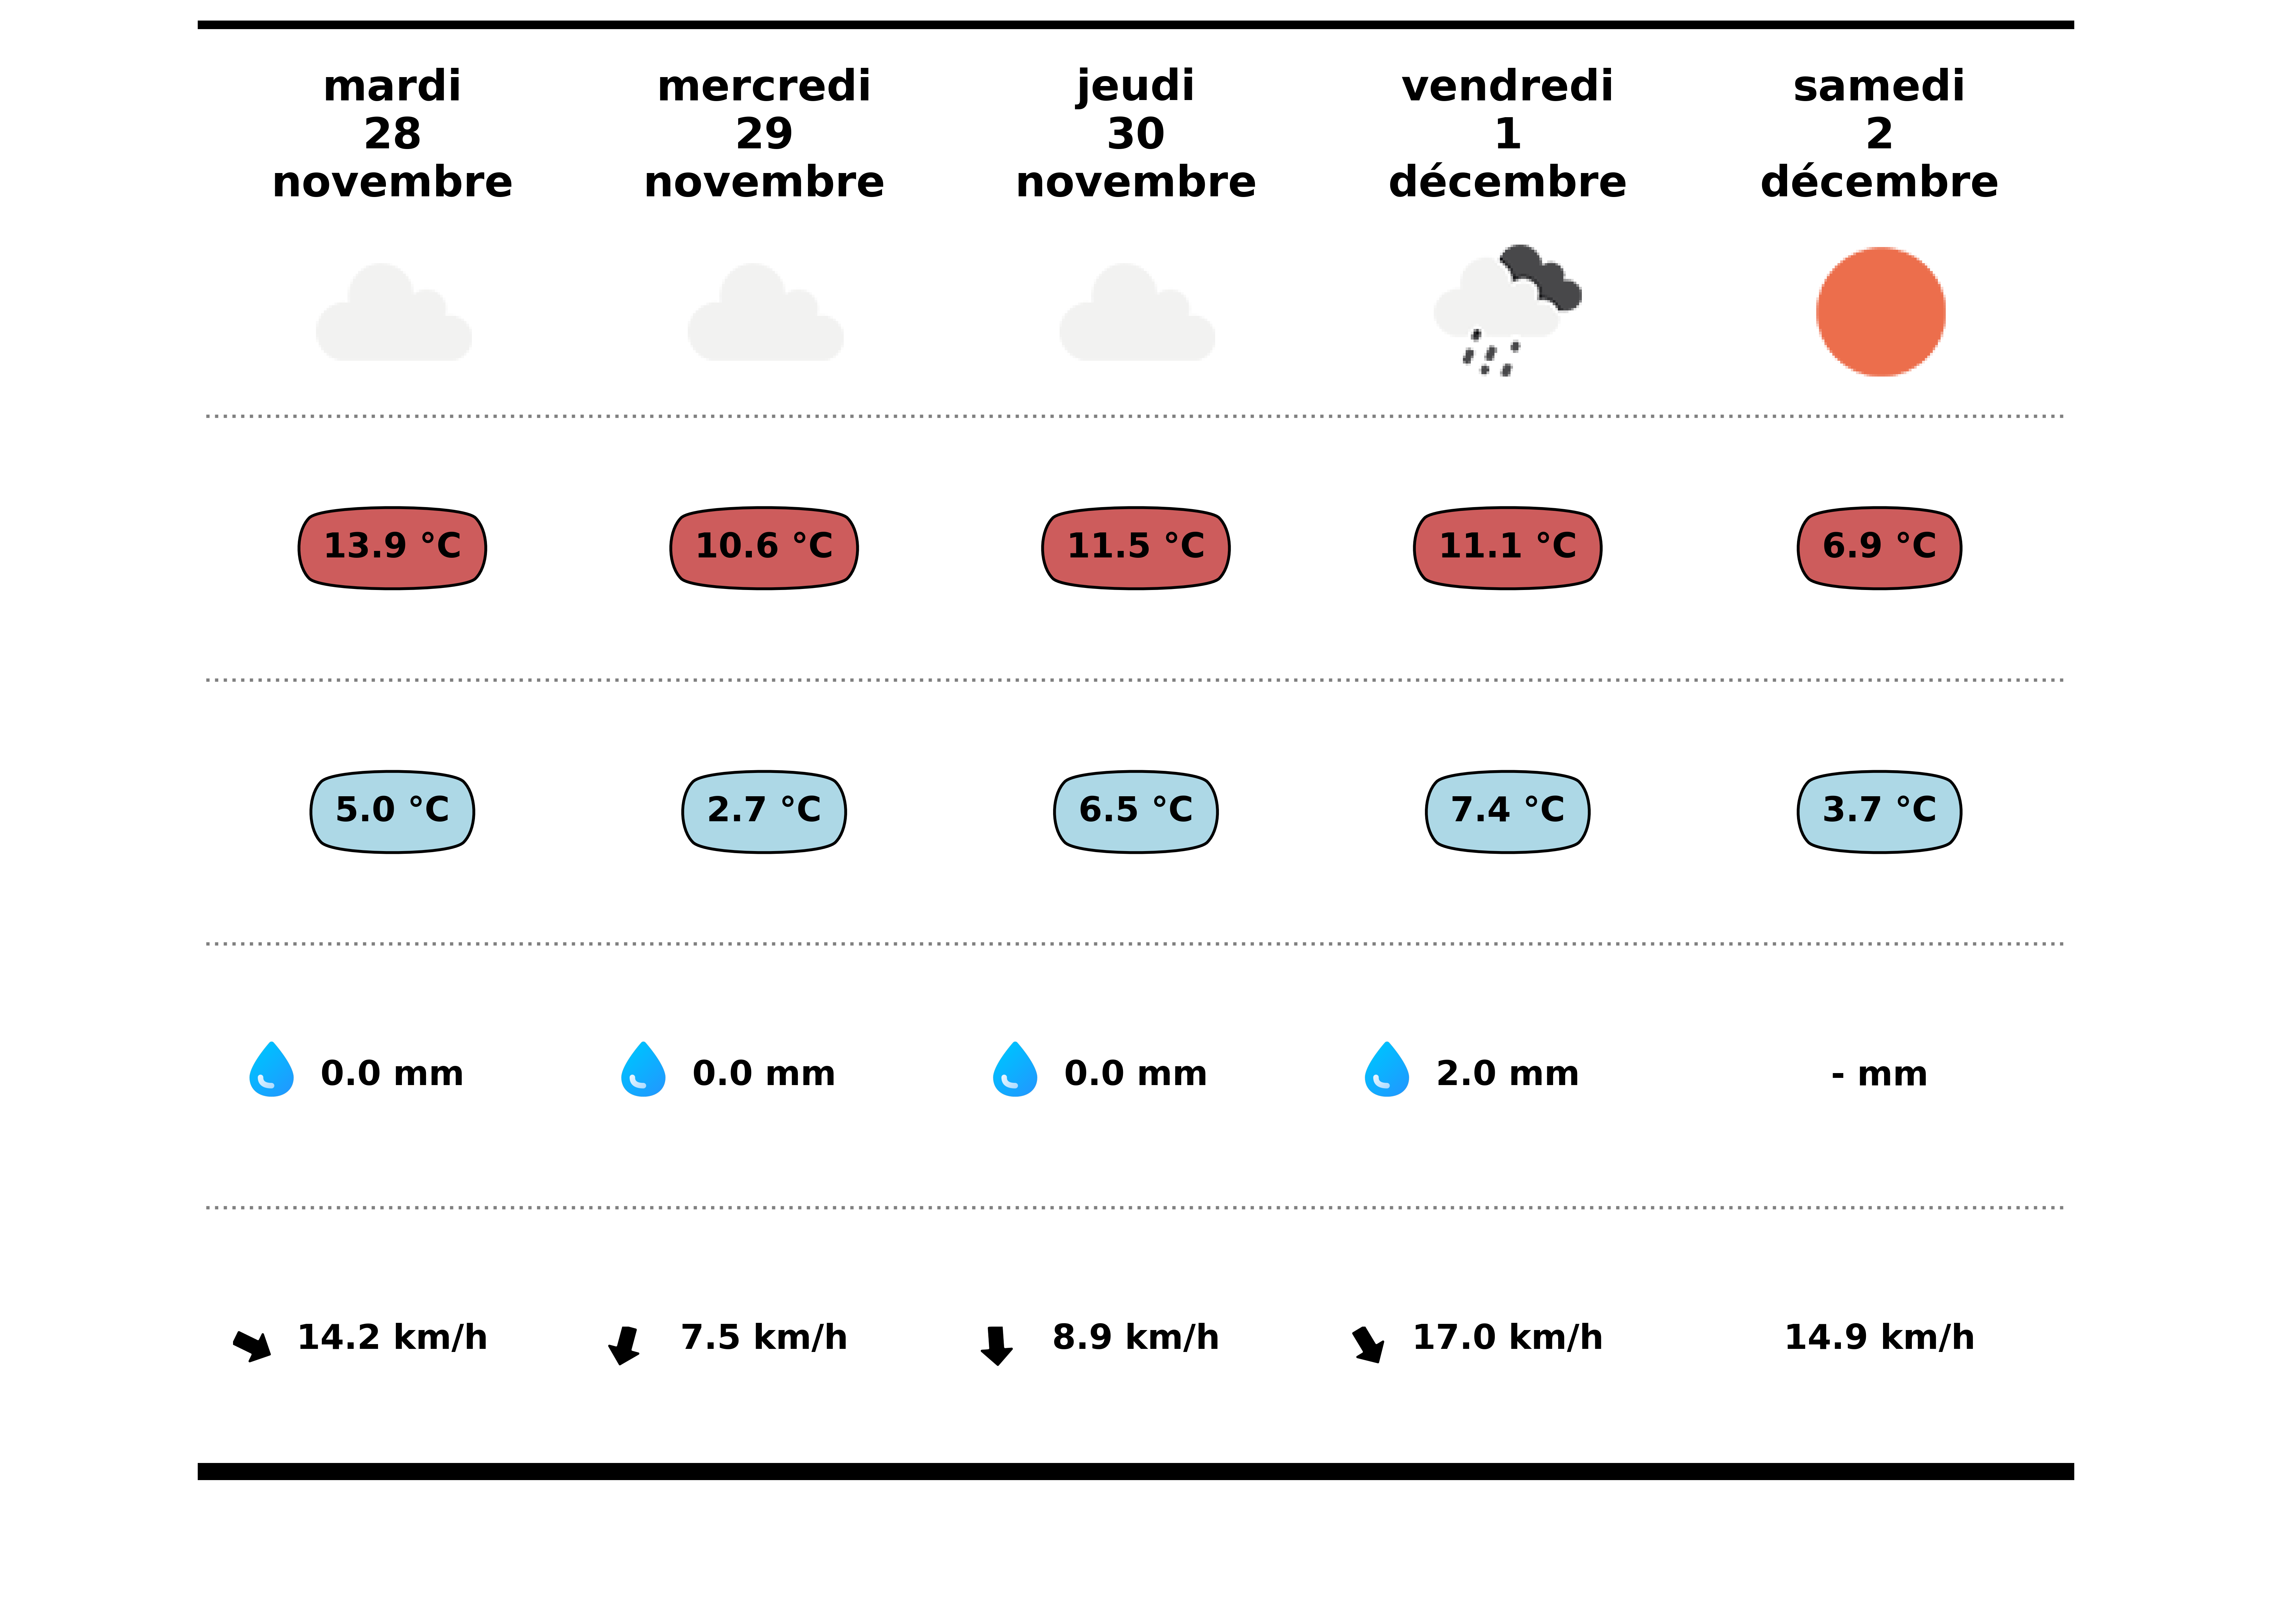 mardi
28
novembre
mercredi
29
novembre
jeudi
30
novembre
vendredi
1
décembre
samedi
2
décembre
13.9 °C
10.6 °C
11.5 °C
11.1 °C
6.9 °C
5.0 °C
2.7 °C
6.5 °C
7.4 °C
3.7 °C
0.0 mm
0.0 mm
0.0 mm
2.0 mm
- mm
14.2 km/h
7.5 km/h
8.9 km/h
17.0 km/h
14.9 km/h